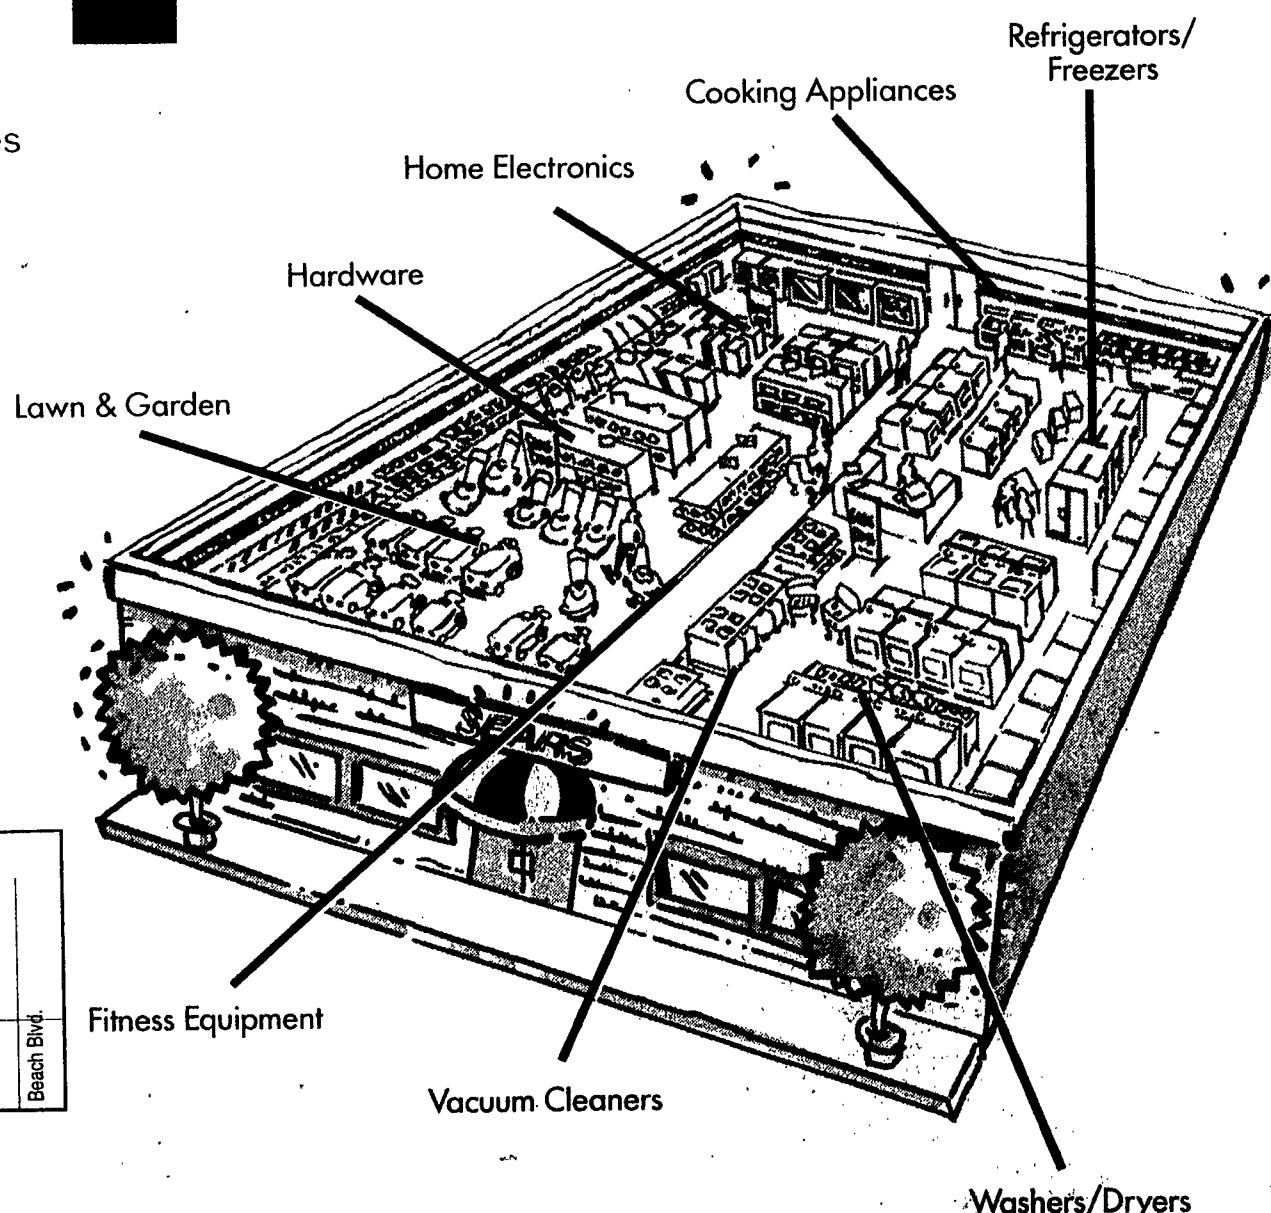 Refrigerators/
Freezers
Cooking Appliances
Home Electronics
Hardware
Lawn & Garden
SEARS
Fitness Equipment
Beach Blvd.
Vacuum Cleaners
Washers/Dryers